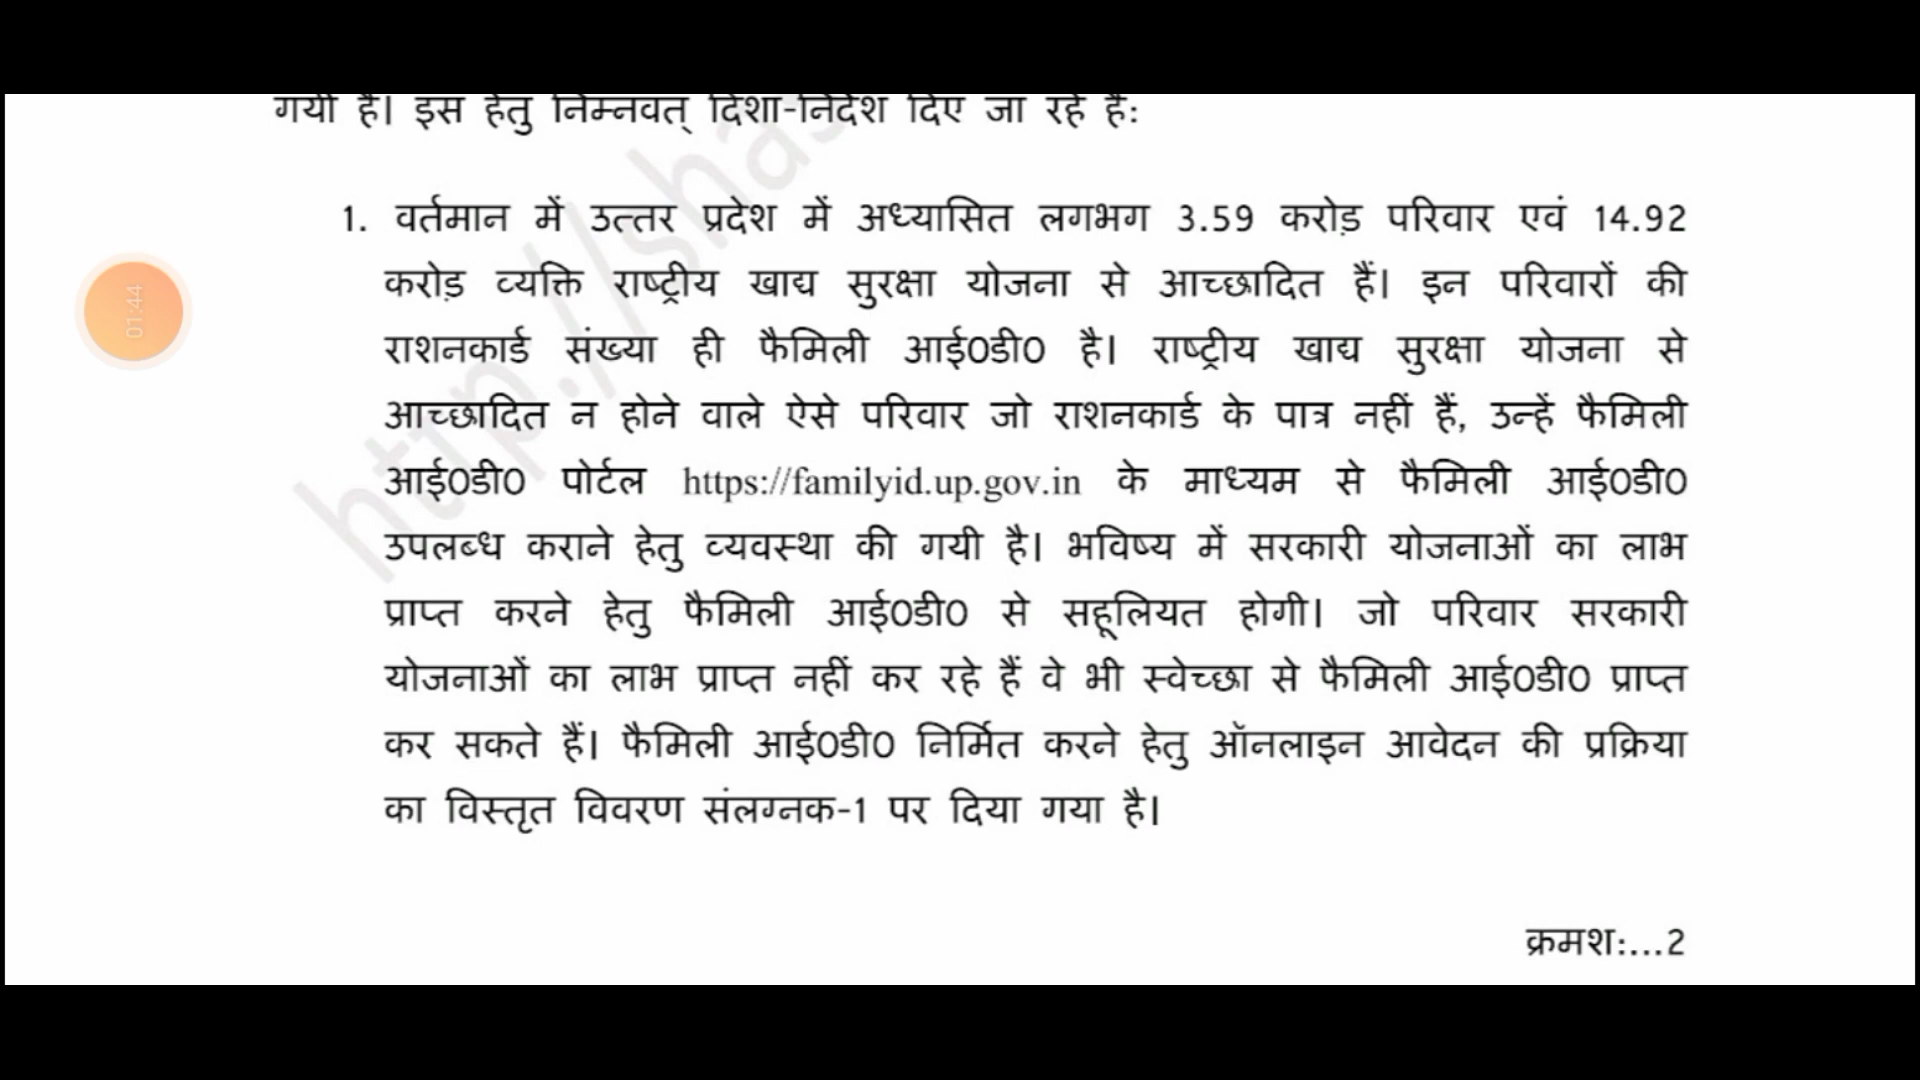 गयी है। इस हेतु निम्नवत् दिशा-निर्देश दिए जा रहे हैं:
http://shas
1. वर्तमान में उत्तर प्रदेश में अध्यासित लगभग 3.59 करोड़ परिवार एवं 14.92
करोड़ व्यक्ति राष्ट्रीय खाद्य सुरक्षा योजना से आच्छादित हैं। इन परिवारों की
राशनकार्ड संख्या ही फैमिली आई0डी0 है। राष्ट्रीय खाद्य सुरक्षा योजना से
आच्छादित न होने वाले ऐसे परिवार जो राशनकार्ड के पात्र नहीं हैं, उन्हें फैमिली
आई0डी0 पोर्टल https://familyid.up.gov.in के माध्यम से फैमिली आई0डी0
उपलब्ध कराने हेतु व्यवस्था की गयी है। भविष्य में सरकारी योजनाओं का लाभ
प्राप्त करने हेतु फैमिली आई0डी0 से सहूलियत होगी। जो परिवार सरकारी
योजनाओं का लाभ प्राप्त नहीं कर रहे हैं वे भी स्वेच्छा से फैमिली आई0डी0 प्राप्त
कर सकते हैं। फैमिली आई0डी0 निर्मित करने हेतु ऑनलाइन आवेदन की प्रक्रिया
का विस्तृत विवरण संलग्नक-1 पर दिया गया है।
01:44
क्रमश:...2